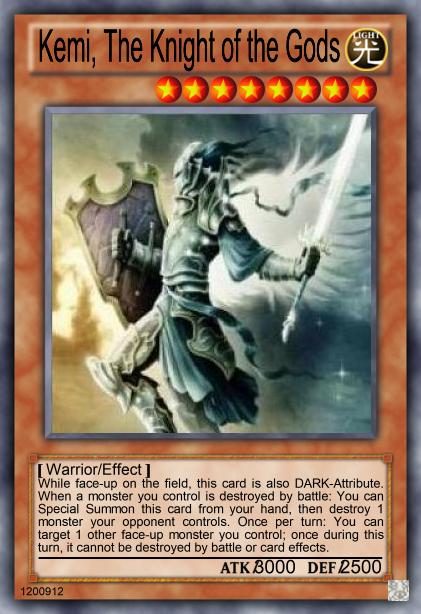 Kemi, The Knight of the Gods
LIGHT
光
[ Warrior/Effect ]
While face-up on the field, this card is also DARK-Attribute.
When a monster you control is destroyed by battle: You can
Special Summon this card from your hand, then destroy 1
monster your opponent controls. Once per turn: You can
target 1 other face-up monster you control; once during this
turn, it cannot be destroyed by battle or card effects.
ATK 3000 DEF 2500
1200912